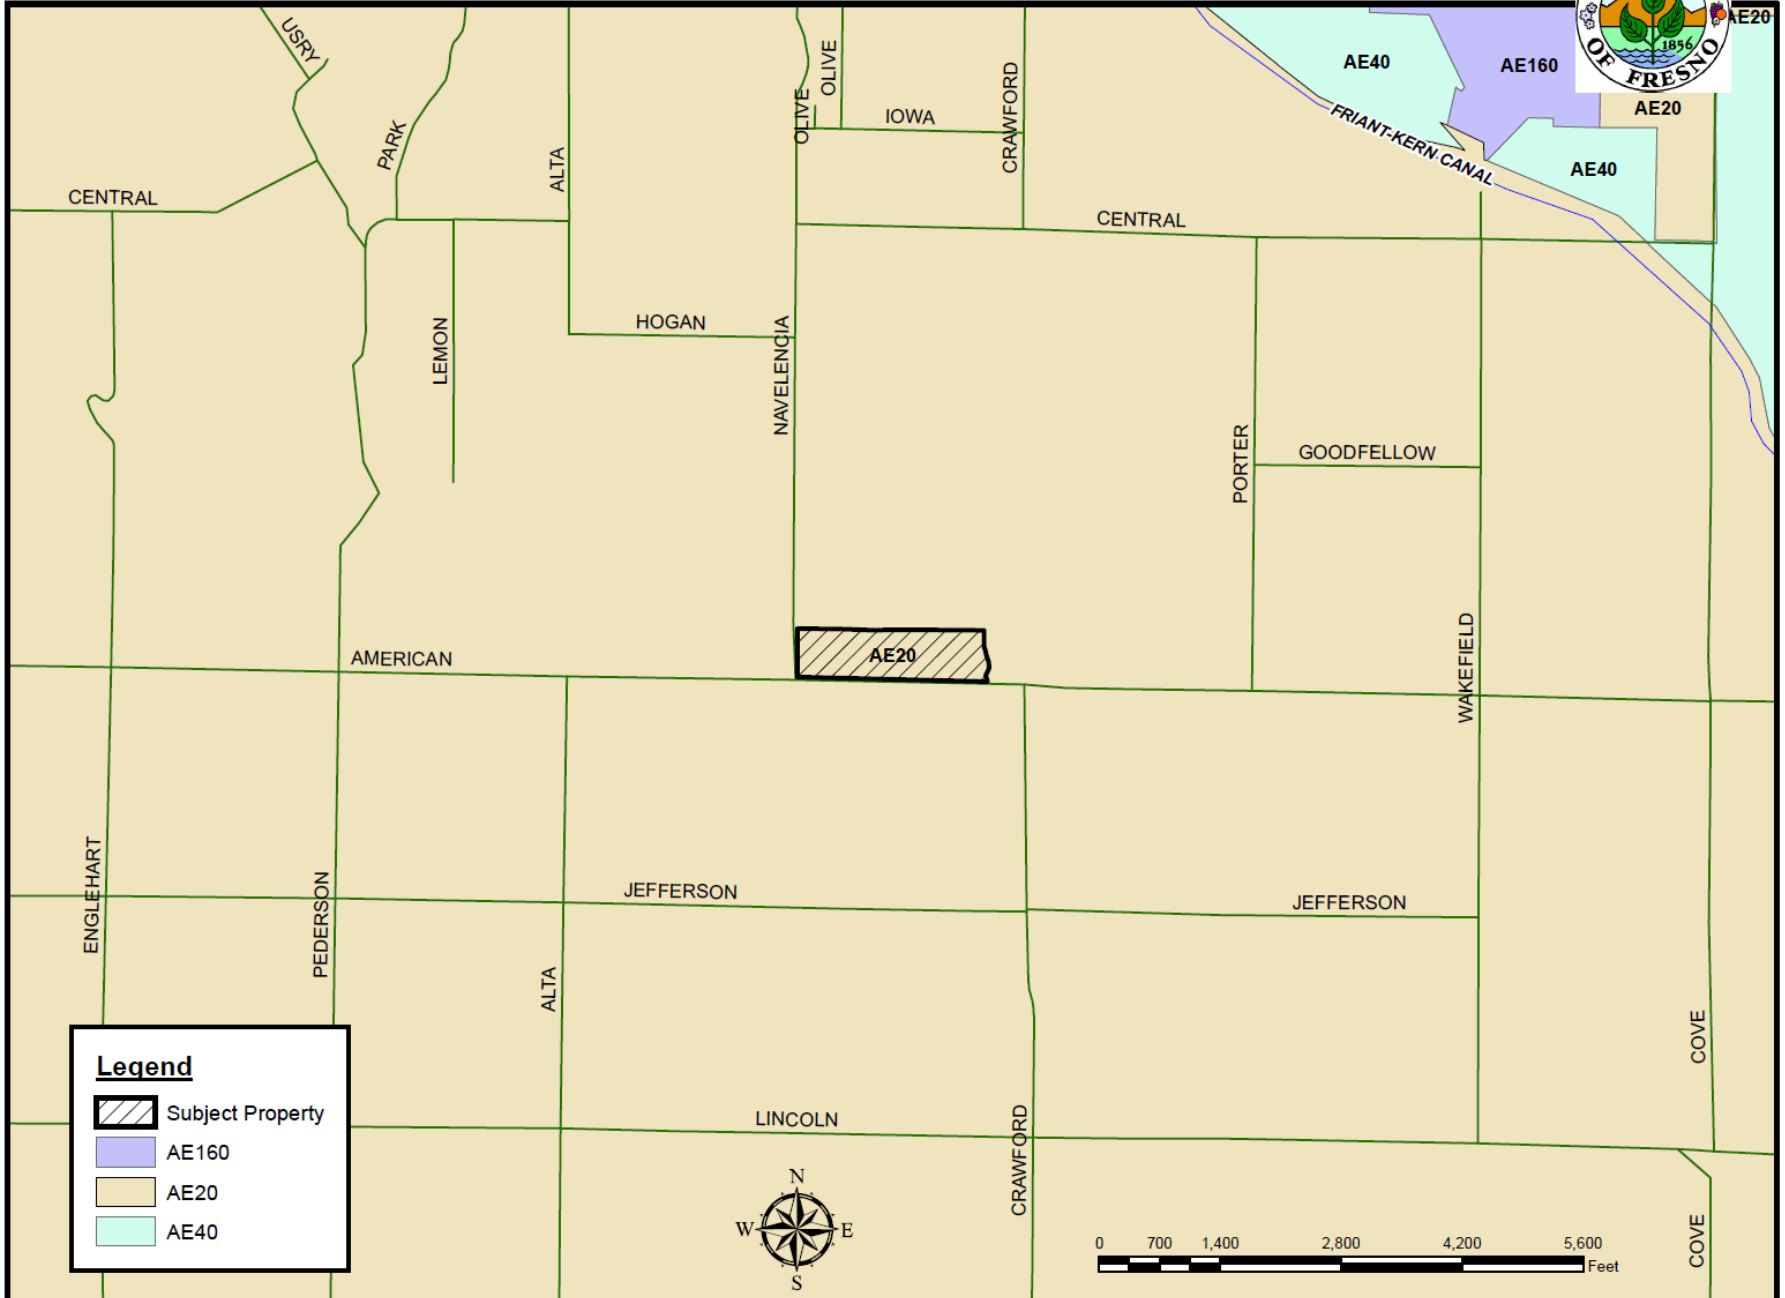 USRY
PARK
ALTA
OLIVE
OLIVE
IOWA
CRAWFORD
AE40
AE160
AE20
AE20
1856
OF FRESNO
FRIANT-KERN CANAL
AE40
CENTRAL
CENTRAL
LEMON
HOGAN
NAVELENCIA
PORTER
GOODFELLOW
AMERICAN
AE20
WAKEFIELD
ENGLEHART
PEDERSON
JEFFERSON
JEFFERSON
ALTA
COVE
LINCOLN
CRAWFORD
COVE
Legend
Subject Property
AE160
AE20
AE40
N
W E
S
0 700 1,400 2,800 4,200 5,600
Feet